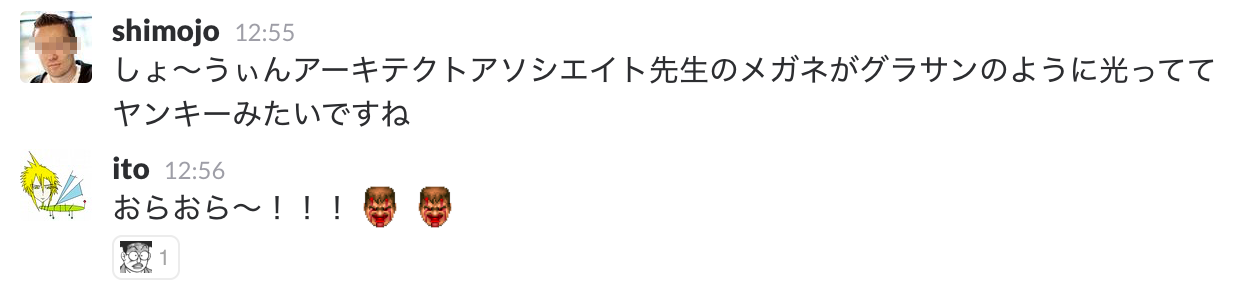 shimojo 12:55
しょ〜うぃんアーキテクトアソシエイト先生のメガネがグラサンのように光ってて
ヤンキーみたいですね
ito 12:56
おらおら〜！！！
1